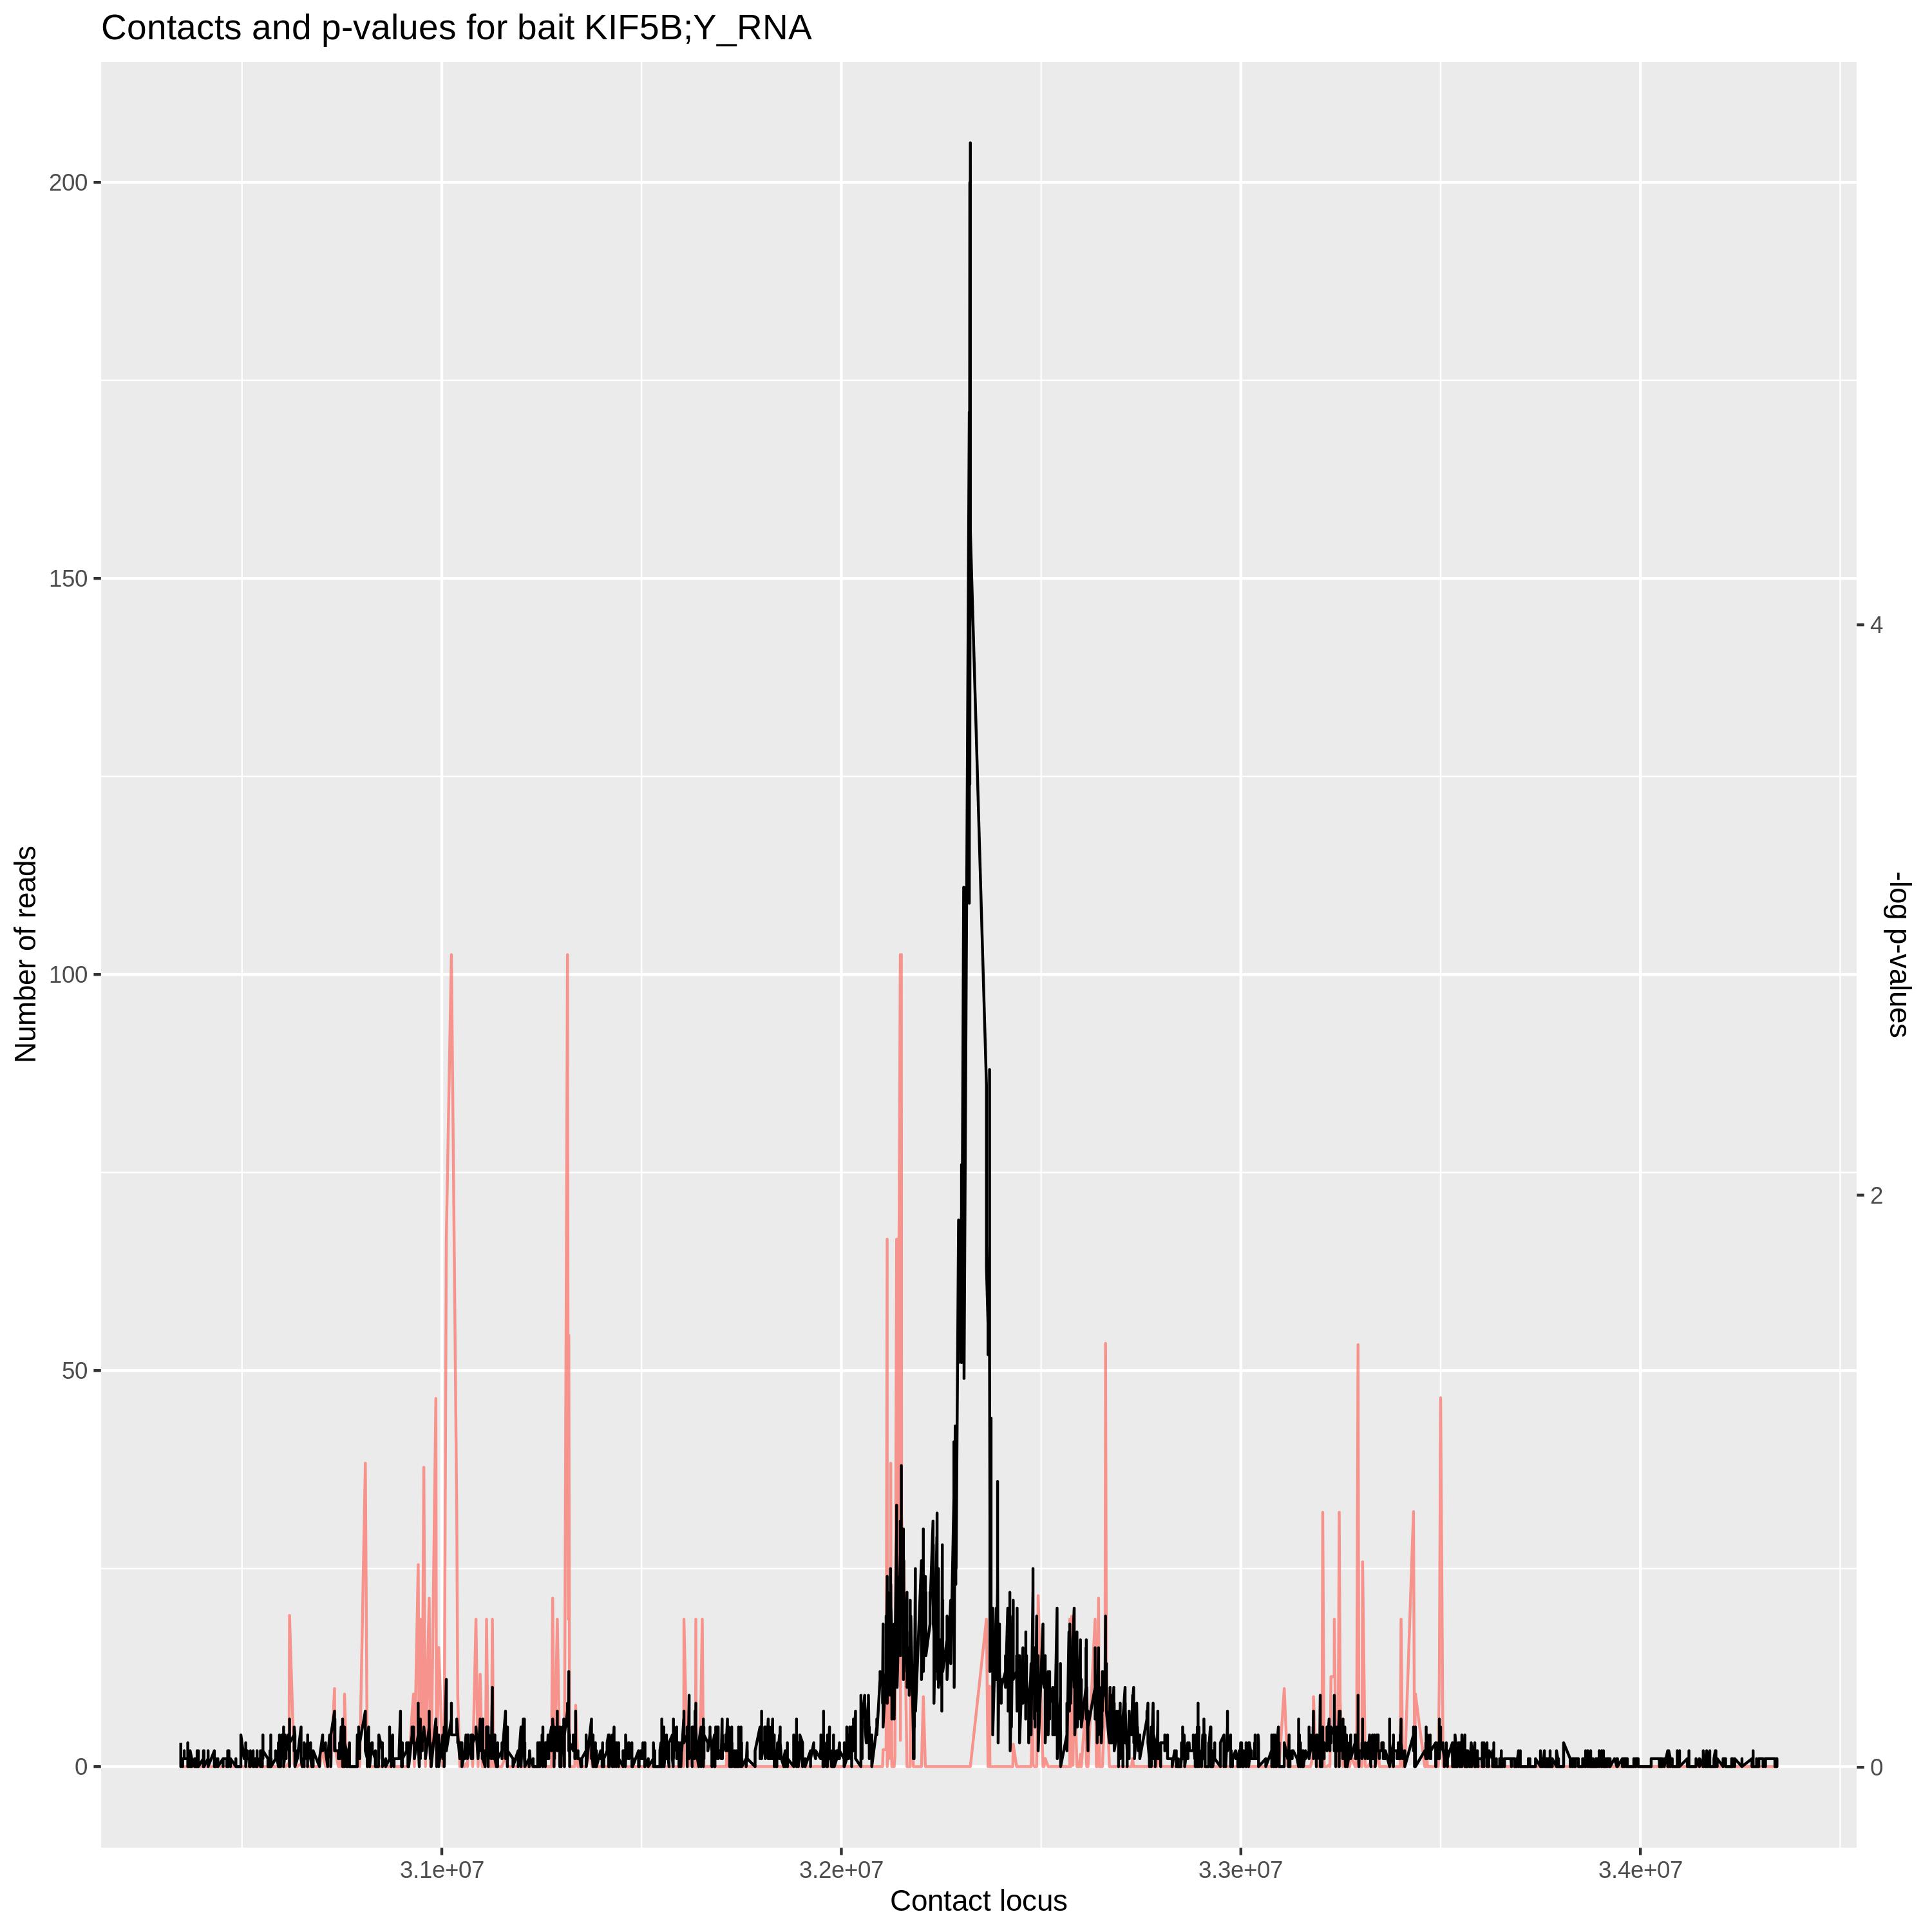 Contacts and p-values for bait KIF5B;Y_RNA
200
150
100
50
0
Number of reads
4
2
0
-log p-values
3.1e+07
3.2e+07
3.3e+07
3.4e+07
Contact locus